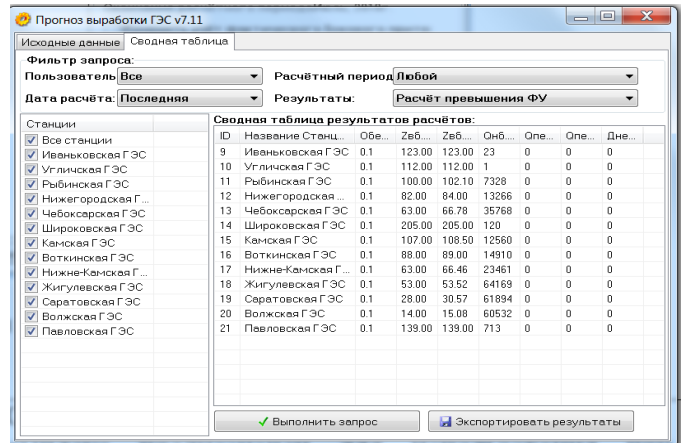 Прогноз выработки ГЭС v7.11
Исходные данные Сводная таблица
Фильтр запроса:
Пользователь Все Расчётный период Любой
Дата расчёта: Последняя Результаты: Расчёт превышения ФУ
Станции
Все станции
Иваньковская ГЭС
Угличская ГЭС
Рыбинская ГЭС
Нижегородская Г...
Чебоксарская ГЭС
Широковская ГЭС
Камская ГЭС
Воткинская ГЭС
Нижне-Камская Г...
Жигулевская ГЭС
Саратовская ГЭС
Волжская ГЭС
Павловская ГЭС
Сводная таблица результатов расчётов:
ID Название Станц... Обе... Zвб.... Zвб.... Qнб.... Qпе... Qпе... Дне...
9 Иваньковская ГЭС 0.1 123.00 123.00 23 0 0 0
10 Угличская ГЭС 0.1 112.00 112.00 1 0 0 0
11 Рыбинская ГЭС 0.1 100.00 102.10 7328 0 0 0
12 Нижегородская ... 0.1 82.00 84.00 13266 0 0 0
13 Чебоксарская ГЭС 0.1 63.00 66.78 35768 0 0 0
14 Широковская ГЭС 0.1 205.00 205.00 120 0 0 0
15 Камская ГЭС 0.1 107.00 108.50 12560 0 0 0
16 Воткинская ГЭС 0.1 88.00 89.00 14910 0 0 0
17 Нижне-Камская Г... 0.1 63.00 66.46 23461 0 0 0
18 Жигулевская ГЭС 0.1 53.00 53.52 64169 0 0 0
19 Саратовская ГЭС 0.1 28.00 30.57 61894 0 0 0
20 Волжская ГЭС 0.1 14.00 15.08 60532 0 0 0
21 Павловская ГЭС 0.1 139.00 139.00 713 0 0 0
Выполнить запрос Экспортировать результаты